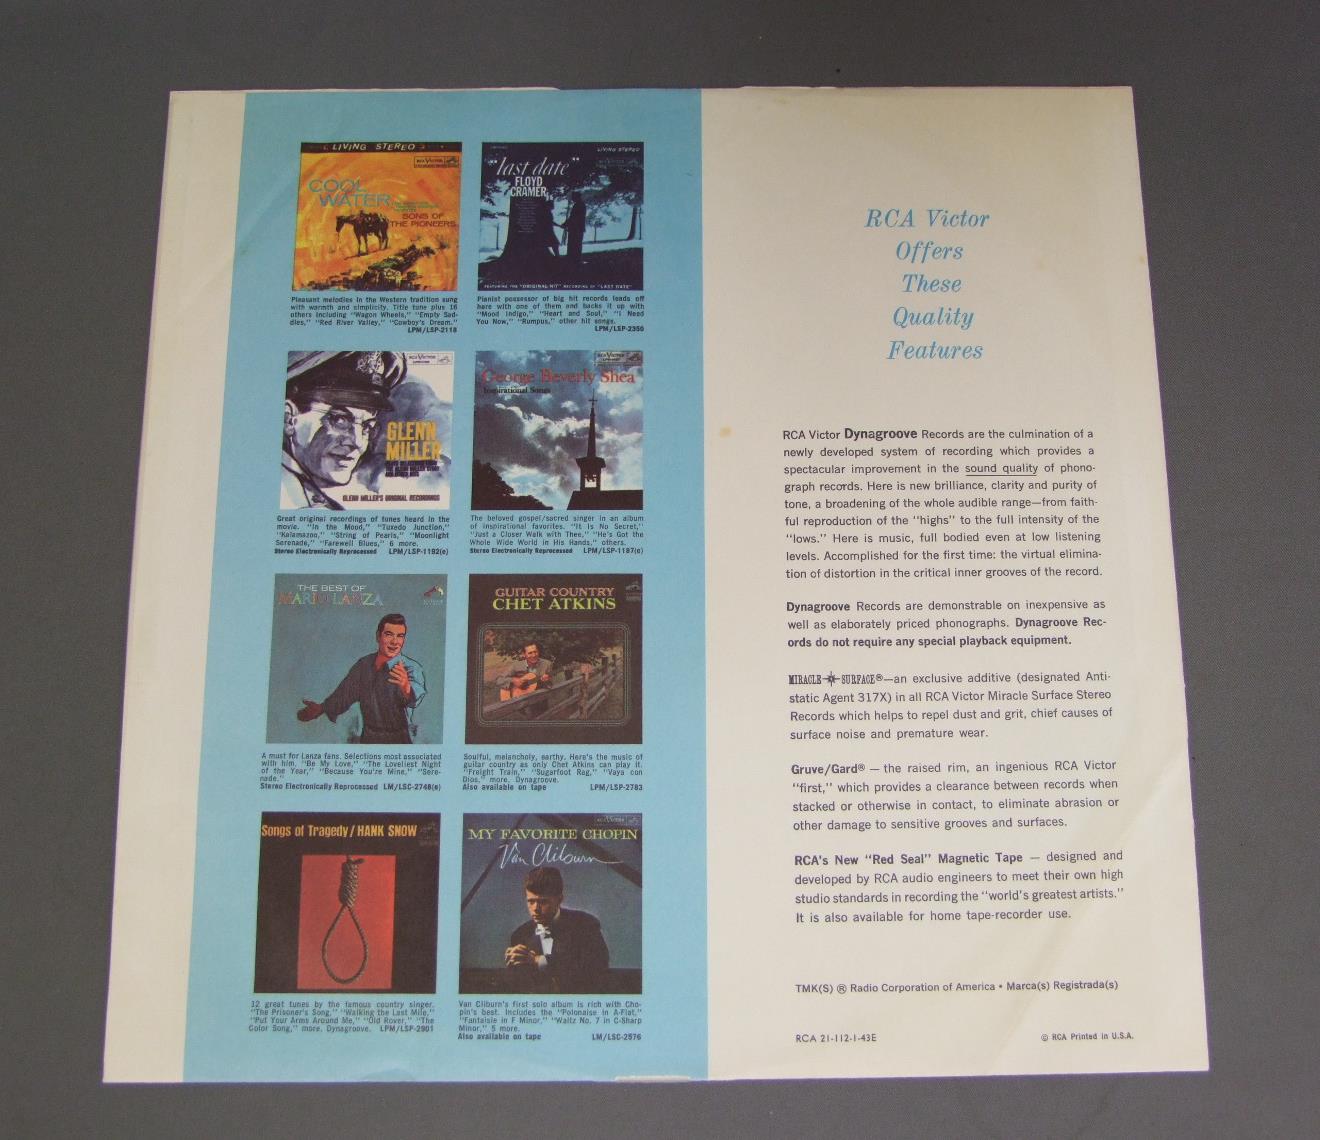 LIVING STEREO
RCA VICTOR
COOL
WATER
SONS OF
THE PIONEERS
Pleasant melodies in the Western tradition sung
with warmth and simplicity. Title tune plus 16
others including "Wagon Wheels," "Empty Sad-
dles," "Red River Valley," "Cowboy's Dream."
LPM/LSP-2118
LIVING STEREO
"last date"
FLOYD
CRAMER
FEATURING THE "ORIGINAL HIT" RECORDING OF "LAST DATE"
Pianist possessor of big hit records leads off
here with one of them and backs it up with
"Mood Indigo," "Heart and Soul," "I Need
You Now," "Rumpus," other hit songs.
LPM/LSP-2350
RCA VICTOR
GLENN
MILLER
GLENN MILLER'S ORIGINAL RECORDINGS
Great original recordings of tunes heard in the
movie. "In the Mood," "Tuxedo Junction,"
"Kalamazoo," "String of Pearls," "Moonlight
Serenade," "Farewell Blues," 6 more.
Stereo Electronically Reprocessed LPM/LSP-1192(e)
RCA VICTOR
George Beverly Shea
Inspirational Songs
The beloved gospel/sacred singer in an album
of inspirational favorites. "It Is No Secret,"
"Just a Closer Walk with Thee," "He's Got the
Whole Wide World in His Hands," others.
Stereo Electronically Reprocessed LPM/LSP-1187(e)
THE BEST OF
MARIO LANZA
A must for Lanza fans. Selections most associated
with him. "Be My Love," "The Loveliest Night
of the Year," "Because You're Mine," "Sere-
nade."
Stereo Electronically Reprocessed LM/LSC-2748(e)
GUITAR COUNTRY
CHET ATKINS
Soulful, melancholy, earthy. Here's the music of
guitar country as only Chet Atkins can play it.
"Freight Train," "Sugarfoot Rag," "Vaya con
Dios," more. Dynagroove.
Also available on tape LPM/LSP-2783
Songs of Tragedy/HANK SNOW
12 great tunes by the famous country singer.
"The Prisoner's Song," "Walking the Last Mile,"
"Put Your Arms Around Me," "Old Rover," "The
Color Song," more. Dynagroove. LPM/LSP-2901
MY FAVORITE CHOPIN
Van Cliburn
Van Cliburn's first solo album is rich with Cho-
pin's best. Includes the "Polonaise in A-Flat,"
"Fantaisie in F Minor," "Waltz No. 7 in C-Sharp
Minor," 5 more.
Also available on tape LM/LSC-2576
RCA Victor
Offers
These
Quality
Features
RCA Victor Dynagroove Records are the culmination of a
newly developed system of recording which provides a
spectacular improvement in the sound quality of phono-
graph records. Here is new brilliance, clarity and purity of
tone, a broadening of the whole audible range—from faith-
ful reproduction of the "highs" to the full intensity of the
"lows." Here is music, full bodied even at low listening
levels. Accomplished for the first time: the virtual elimina-
tion of distortion in the critical inner grooves of the record.
Dynagroove Records are demonstrable on inexpensive as
well as elaborately priced phonographs. Dynagroove Rec-
ords do not require any special playback equipment.
MIRACLE SURFACE®—an exclusive additive (designated Anti-
static Agent 317X) in all RCA Victor Miracle Surface Stereo
Records which helps to repel dust and grit, chief causes of
surface noise and premature wear.
Gruve/Gard® — the raised rim, an ingenious RCA Victor
"first," which provides a clearance between records when
stacked or otherwise in contact, to eliminate abrasion or
other damage to sensitive grooves and surfaces.
RCA's New "Red Seal" Magnetic Tape — designed and
developed by RCA audio engineers to meet their own high
studio standards in recording the "world's greatest artists."
It is also available for home tape-recorder use.
TMK(S) ® Radio Corporation of America • Marca(s) Registrada(s)
RCA 21-112-1-43E
© RCA Printed in U.S.A.